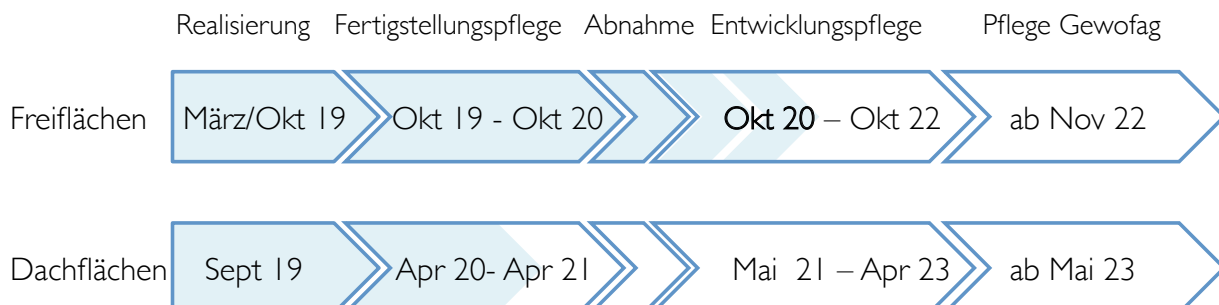 Realisierung Fertigstellungspflege Abnahme Entwicklungspflege Pflege Gewofag
Freiflächen März/Okt 19 Okt 19 - Okt 20 Okt 20 – Okt 22 ab Nov 22
Dachflächen Sept 19 Apr 20- Apr 21 Mai 21 – Apr 23 ab Mai 23